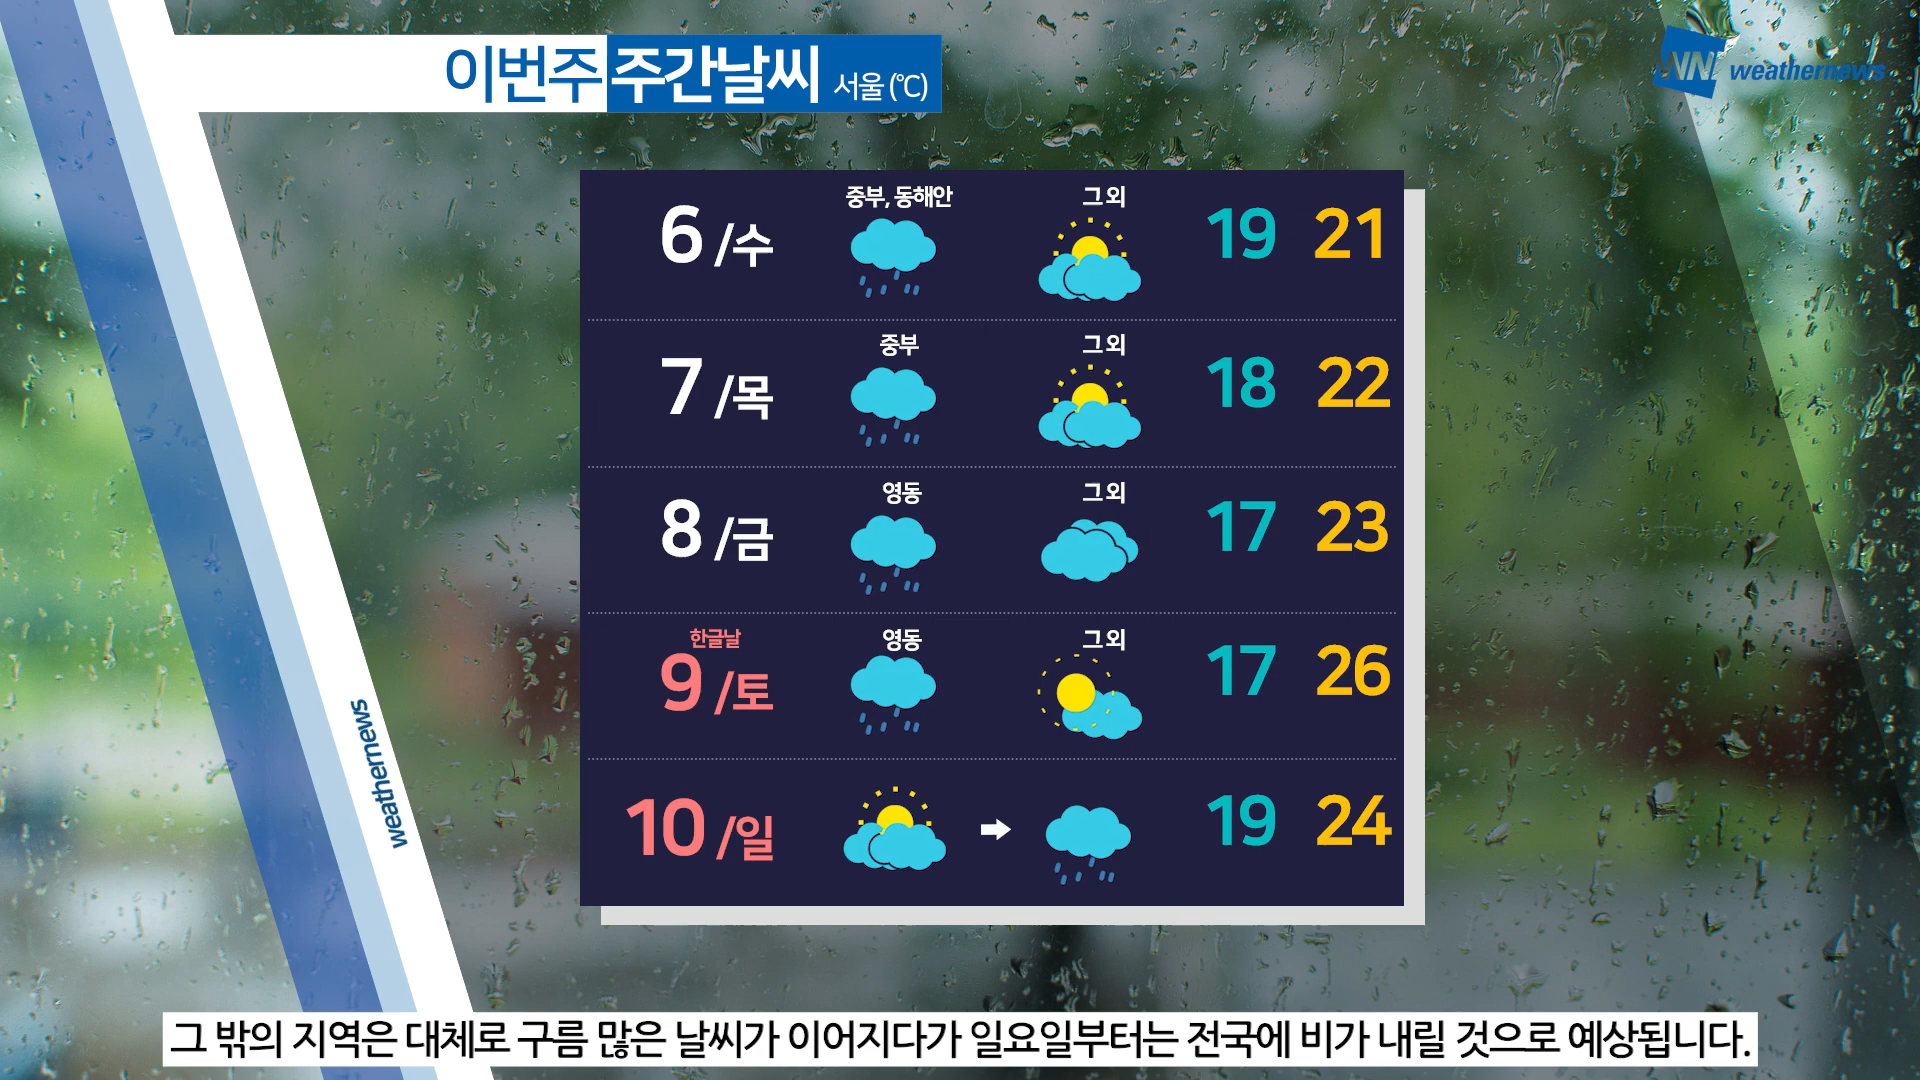 이번주 주간날씨 서울 (℃)
WN weathernews
중부, 동해안 그 외
6 /수 19 21
중부 그 외
7 /목 18 22
영동 그 외
8 /금 17 23
한글날 영동 그 외
9 /토 17 26
10 /일 19 24
weathernews
그 밖의 지역은 대체로 구름 많은 날씨가 이어지다가 일요일부터는 전국에 비가 내릴 것으로 예상됩니다.